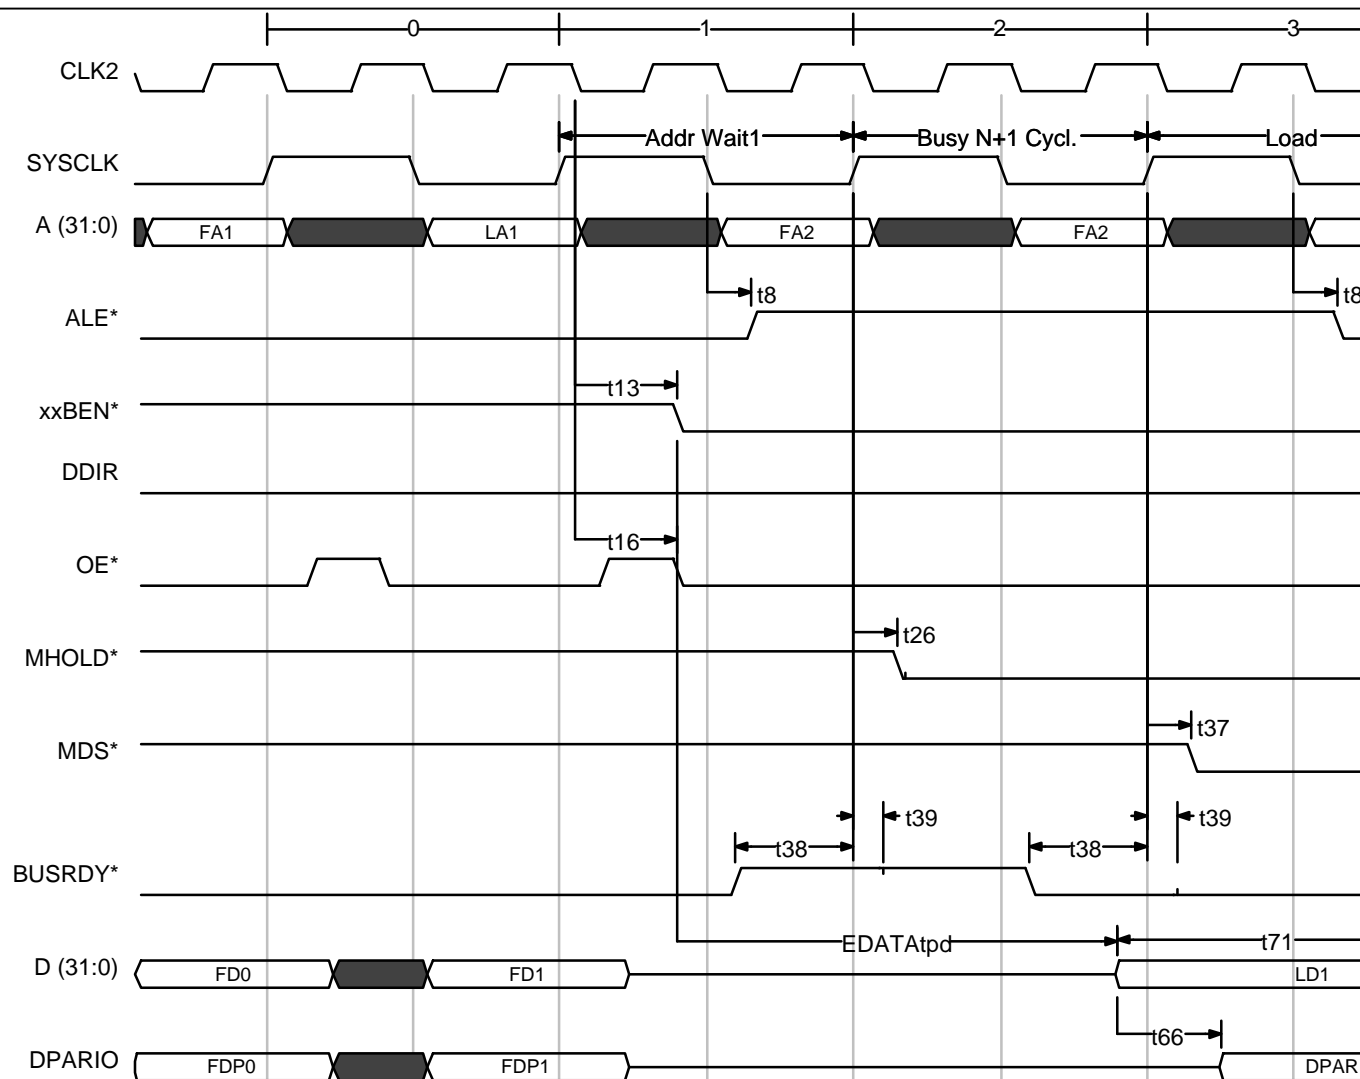 0 1 2 3
CLK2
Addr Wait1 Busy N+1 Cycl. Load
SYSCLK
A (31:0) FA1 LA1 FA2 FA2
t8 t8
ALE*
t13
xxBEN*
DDIR
t16
OE*
t26
MHOLD*
t37
MDS*
t39 t39
t38 t38
BUSRDY*
EDATAtpd t71
D (31:0) FD0 FD1 LD1
t66
DPARIO FDP0 FDP1 DPAR